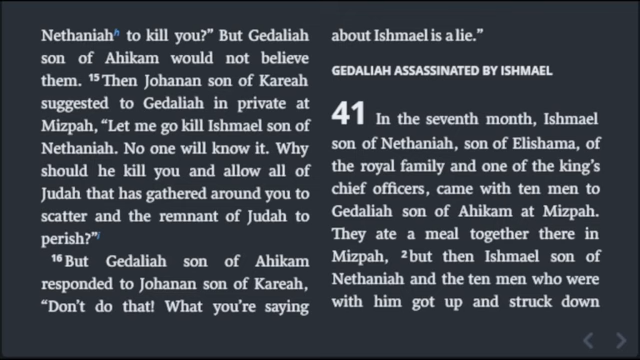 Nethaniahʰ to kill you?” But Gedaliah
son of Ahikam would not believe
them. ¹⁵Then Johanan son of Kareah
suggested to Gedaliah in private at
Mizpah, “Let me go kill Ishmael son of
Nethaniah. No one will know it. Why
should he kill you and allow all of
Judah that has gathered around you to
scatter and the remnant of Judah to
perish?”ⁱ
¹⁶But Gedaliah son of Ahikam
responded to Johanan son of Kareah,
“Don’t do that! What you’re saying
about Ishmael is a lie.”
GEDALIAH ASSASSINATED BY ISHMAEL
41 In the seventh month, Ishmael
son of Nethaniah, son of Elishama, of
the royal family and one of the king’s
chief officers, came with ten men to
Gedaliah son of Ahikam at Mizpah.
They ate a meal together there in
Mizpah, ²but then Ishmael son of
Nethaniah and the ten men who were
with him got up and struck down